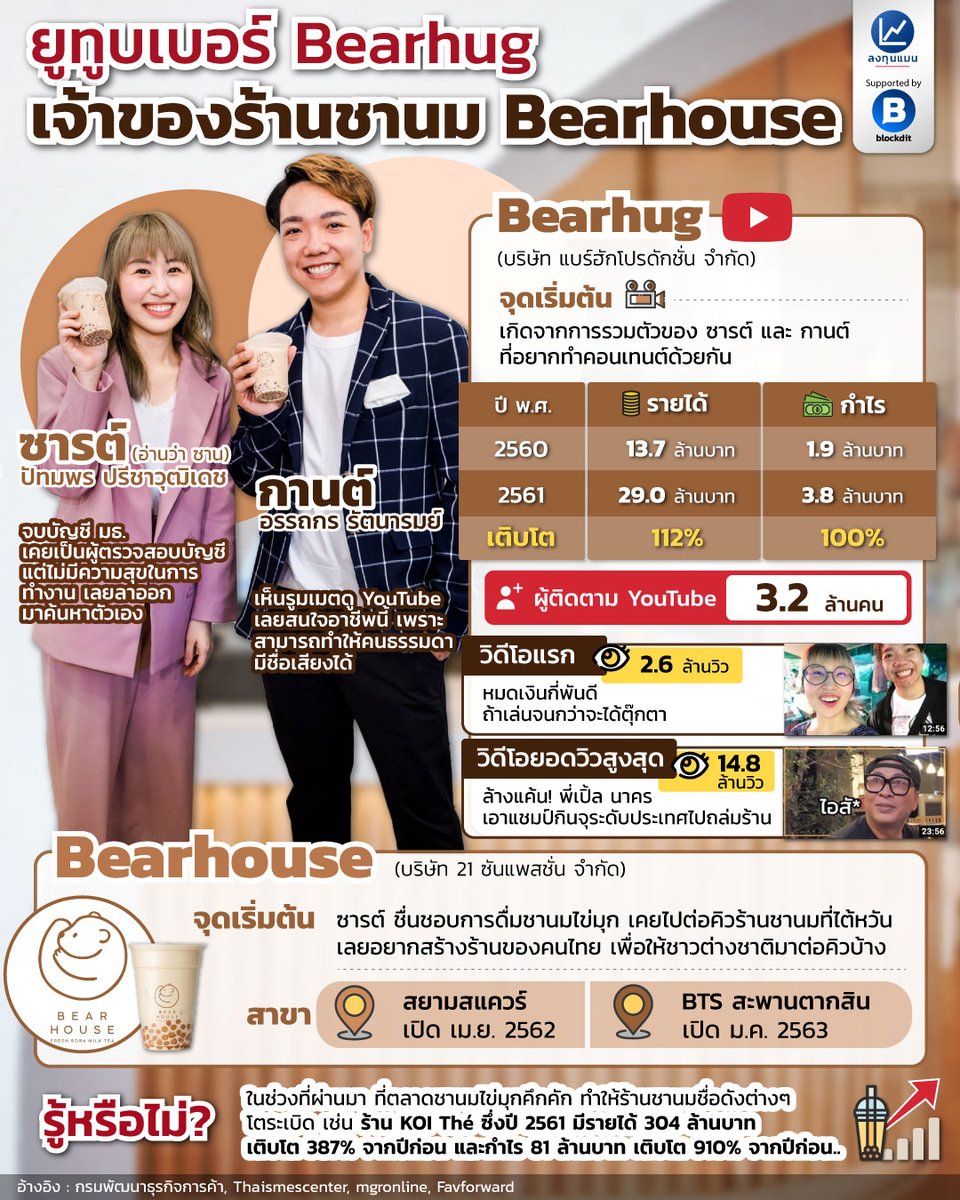 ยูทูบเบอร์ Bearhug
เจ้าของร้านชานม Bearhouse
ลงทุนแมน
Supported by
B
blockdit
Bearhug
(บริษัท แบร์ฮักโปรดักชั่น จำกัด)
จุดเริ่มต้น
เกิดจากการรวมตัวของ ซารต์ และ กานต์
ที่อยากทำคอนเทนต์ด้วยกัน
ปี พ.ศ. รายได้ กำไร
2560 13.7 ล้านบาท 1.9 ล้านบาท
2561 29.0 ล้านบาท 3.8 ล้านบาท
เติบโต 112% 100%
ซารต์ (อ่านว่า ซาน)
ปัทมพร ปรีชาวุฒิเดช
จบบัญชี มธ.
เคยเป็นผู้ตรวจสอบบัญชี
แต่ไม่มีความสุขในการ
ทำงาน เลยลาออก
มาค้นหาตัวเอง
กานต์
อรรถกร รัตนารมย์
เห็นรูมเมตดู YouTube
เลยสนใจอาชีพนี้ เพราะ
สามารถทำให้คนธรรมดา
มีชื่อเสียงได้
ผู้ติดตาม YouTube 3.2 ล้านคน
วิดีโอแรก 2.6 ล้านวิว
หมดเงินกี่พันดี
ถ้าเล่นจนกว่าจะได้ตุ๊กตา
12:56
วิดีโอยอดวิวสูงสุด 14.8 ล้านวิว
ล้างแค้น! พี่เปิ้ล นาคร
เอาแชมป์กินจุระดับประเทศไปถล่มร้าน
ไอสั*
23:56
Bearhouse (บริษัท 21 ซันแพสชั่น จำกัด)
จุดเริ่มต้น
ซารต์ ชื่นชอบการดื่มชานมไข่มุก เคยไปต่อคิวร้านชานมที่ไต้หวัน
เลยอยากสร้างร้านของคนไทย เพื่อให้ชาวต่างชาติมาต่อคิวบ้าง
BEAR
HOUSE
FRESH BOBA MILK TEA
BEAR
HOUSE
สาขา
สยามสแควร์
เปิด เม.ย. 2562
BTS สะพานตากสิน
เปิด ม.ค. 2563
รู้หรือไม่?
ในช่วงที่ผ่านมา ที่ตลาดชานมไข่มุกคึกคัก ทำให้ร้านชานมชื่อดังต่างๆ
โตระเบิด เช่น ร้าน KOI Thé ซึ่งปี 2561 มีรายได้ 304 ล้านบาท
เติบโต 387% จากปีก่อน และกำไร 81 ล้านบาท เติบโต 910% จากปีก่อน..
อ้างอิง : กรมพัฒนาธุรกิจการค้า, Thaismescenter, mgronline, Favforward